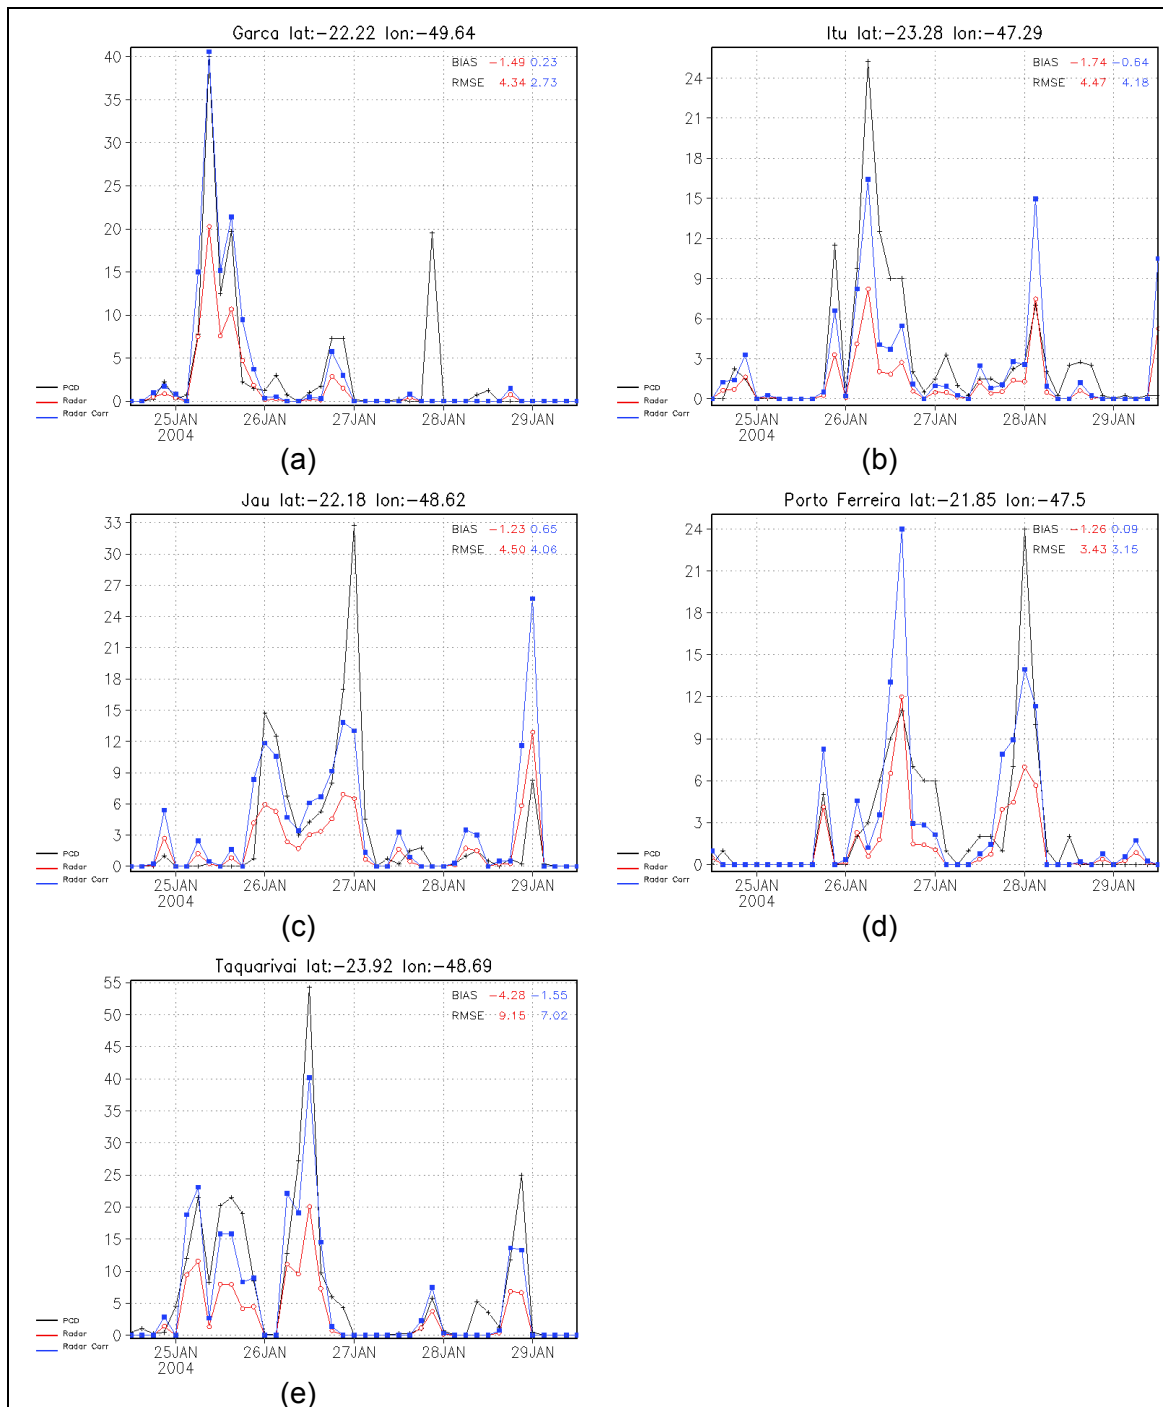 Garca lat:-22.22 lon:-49.64
BIAS -1.49 0.23
RMSE 4.34 2.73
40
35
30
25
20
15
10
5
0
PCD
Radar
Radar Corr
25JAN 26JAN 27JAN 28JAN 29JAN
2004
(a)
Itu lat:-23.28 lon:-47.29
BIAS -1.74 -0.64
RMSE 4.47 4.18
24
21
18
15
12
9
6
3
0
PCD
Radar
Radar Corr
25JAN 26JAN 27JAN 28JAN 29JAN
2004
(b)
Jau lat:-22.18 lon:-48.62
BIAS -1.23 0.65
RMSE 4.50 4.06
33
30
27
24
21
18
15
12
9
6
3
0
PCD
Radar
Radar Corr
25JAN 26JAN 27JAN 28JAN 29JAN
2004
(c)
Porto Ferreira lat:-21.85 lon:-47.5
BIAS -1.26 0.09
RMSE 3.43 3.15
24
21
18
15
12
9
6
3
0
PCD
Radar
Radar Corr
25JAN 26JAN 27JAN 28JAN 29JAN
2004
(d)
Taquarivai lat:-23.92 lon:-48.69
BIAS -4.28 -1.55
RMSE 9.15 7.02
55
50
45
40
35
30
25
20
15
10
5
0
PCD
Radar
Radar Corr
25JAN 26JAN 27JAN 28JAN 29JAN
2004
(e)